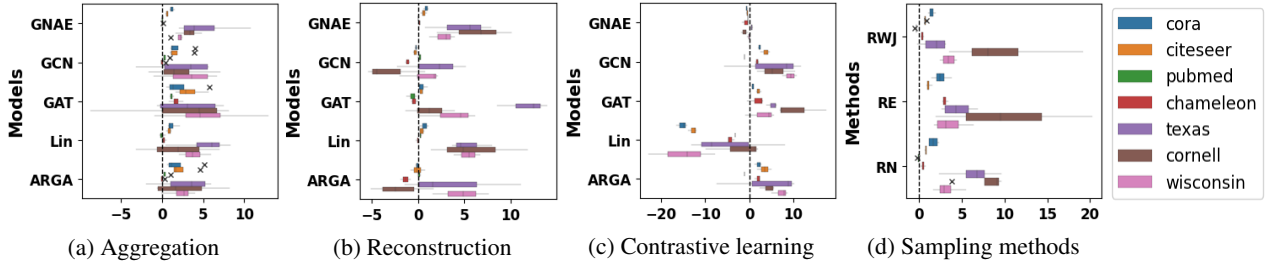 Models
GNAE
GCN
GAT
Lin
ARGA
−5 0 5 10
(a) Aggregation
Models
GNAE
GCN
GAT
Lin
ARGA
−5 0 5 10
(b) Reconstruction
Models
GNAE
GCN
GAT
Lin
ARGA
−20 −10 0 10
(c) Contrastive learning
Methods
RWJ
RE
RN
0 5 10 15 20
(d) Sampling methods
cora
citeseer
pubmed
chameleon
texas
cornell
wisconsin